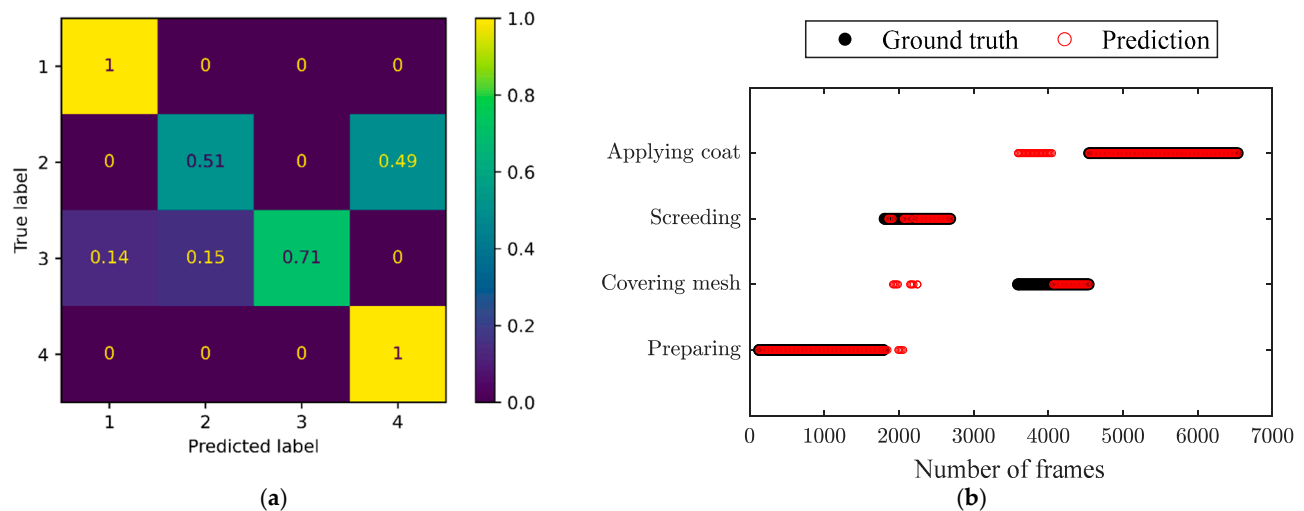 1.0
1 1 0 0 0
0.8
True label
2 0 0.51 0 0.49
0.6
0.4
3 0.14 0.15 0.71 0
0.2
4 0 0 0 1
0.0
1 2 3 4
Predicted label
(a)
Ground truth Prediction
Applying coat
Screeding
Covering mesh
Preparing
0 1000 2000 3000 4000 5000 6000 7000
Number of frames
(b)